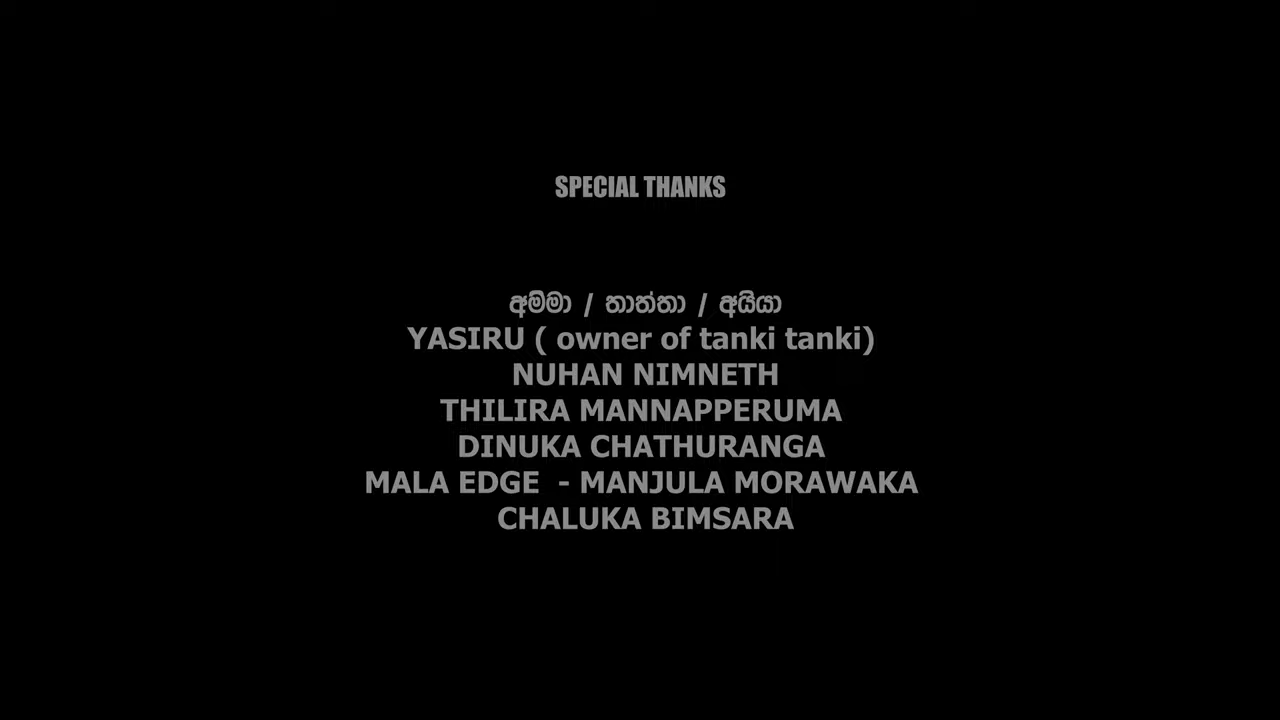 SPECIAL THANKS
අම්මා / තාත්තා / අයියා
YASIRU ( owner of tanki tanki)
NUHAN NIMNETH
THILIRA MANNAPPERUMA
DINUKA CHATHURANGA
MALA EDGE  - MANJULA MORAWAKA
CHALUKA BIMSARA